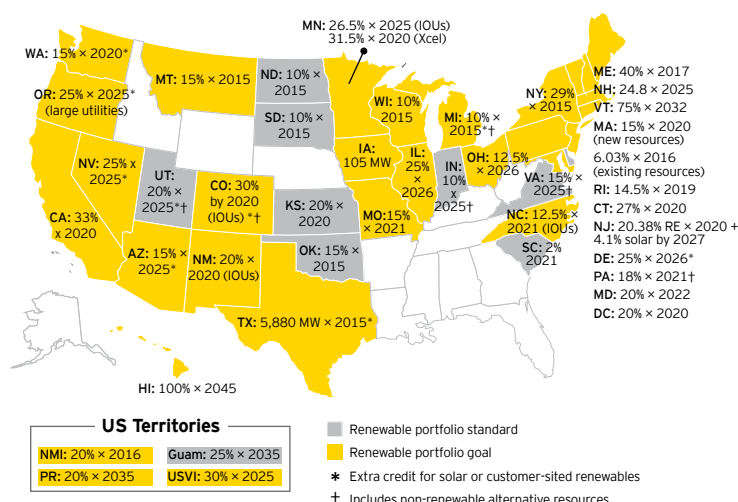 MN: 26.5% × 2025 (IOUs)
31.5% × 2020 (Xcel)
WA: 15% × 2020*
OR: 25% × 2025*
(large utilities)
MT: 15% × 2015
ND: 10% ×
2015
SD: 10% ×
2015
WI: 10%
2015
MI: 10% ×
2015*†
NY: 29%
× 2015
IA:
105 MW
IL:
25%
×
2026
IN:
10%
×
2025†
OH: 12.5%
× 2026
VA: 15% ×
2025†
NV: 25% x
2025*
UT:
20% ×
2025*†
CO: 30%
by 2020
(IOUs) *†
KS: 20% ×
2020
MO:15%
× 2021
NC: 12.5% ×
2021 (IOUs)
CA: 33%
x 2020
AZ: 15% ×
2025*
NM: 20% ×
2020 (IOUs)
OK: 15% ×
2015
SC: 2%
2021
TX: 5,880 MW × 2015*
HI: 100% × 2045
ME: 40% × 2017
NH: 24.8 × 2025
VT: 75% × 2032
MA: 15% × 2020
(new resources)
6.03% × 2016
(existing resources)
RI: 14.5% × 2019
CT: 27% × 2020
NJ: 20.38% RE × 2020 +
4.1% solar by 2027
DE: 25% × 2026*
PA: 18% × 2021†
MD: 20% × 2022
DC: 20% × 2020
US Territories
NMI: 20% × 2016
Guam: 25% × 2035
PR: 20% × 2035
USVI: 30% × 2025
Renewable portfolio standard
Renewable portfolio goal
* Extra credit for solar or customer-sited renewables
† Includes non-renewable alternative resources